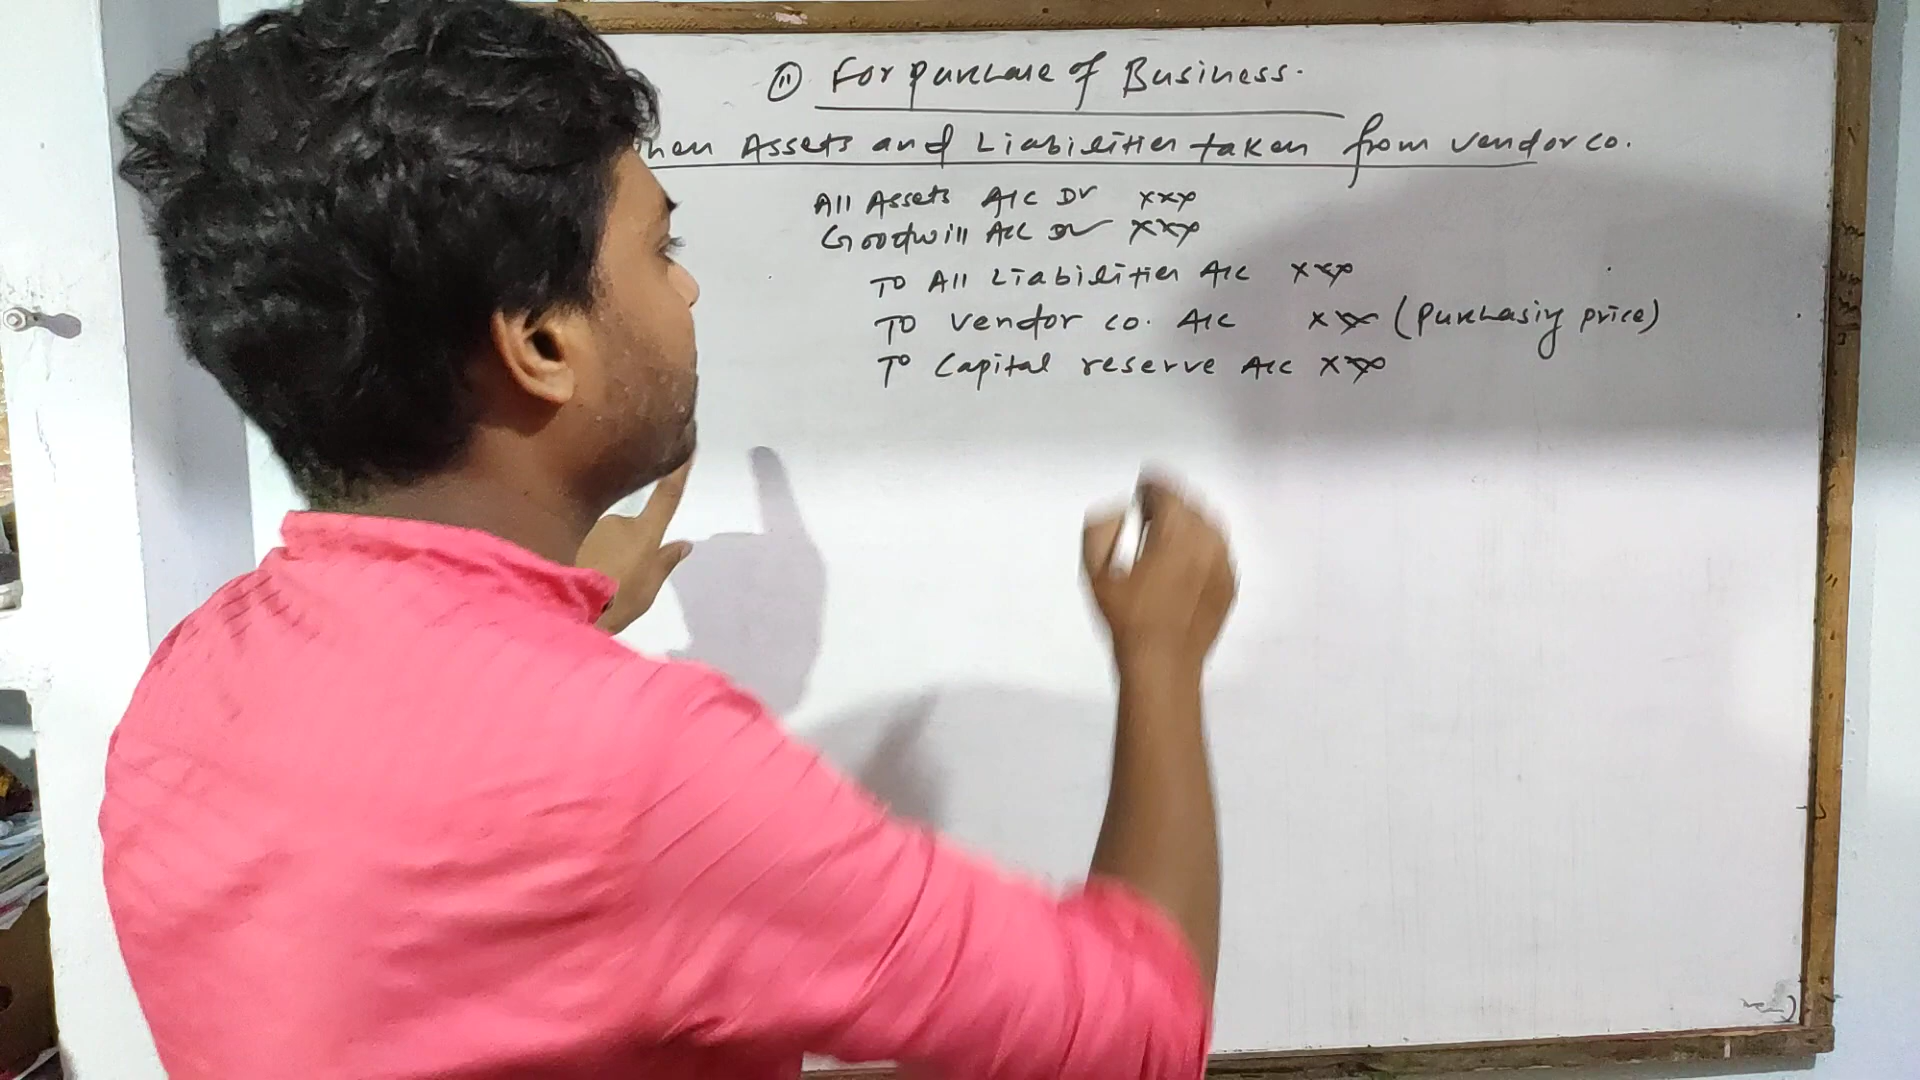 (11) For purchase of Business.
When Assets and Liabilities taken from vendor co.
All Assets A/C Dr xxx
Goodwill A/C Dr xxx
To All Liabilities A/C xxx
To Vendor co. A/C xxx (Purchasing price)
To Capital reserve A/C xxx